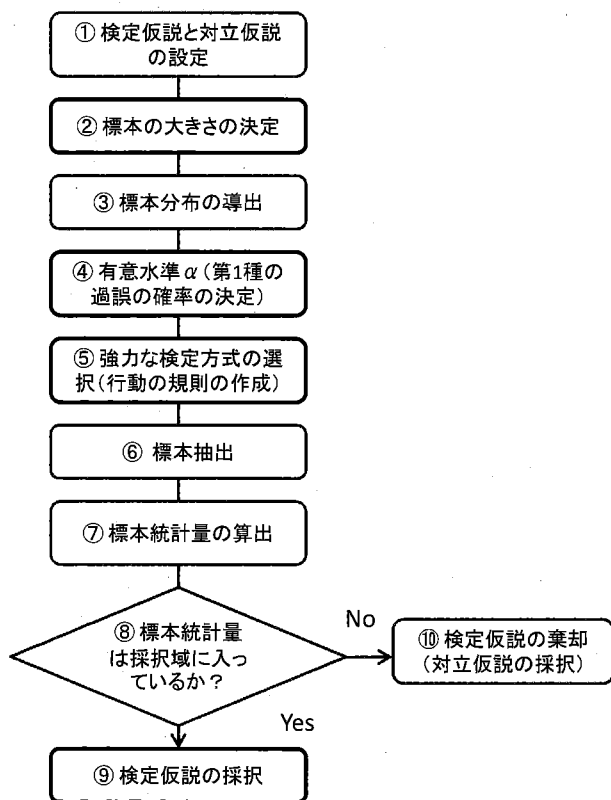 ① 検定仮説と対立仮説
の設定
② 標本の大きさの決定
③ 標本分布の導出
④ 有意水準α(第1種の
過誤の確率の決定)
⑤ 強力な検定方式の選
択(行動の規則の作成)
⑥ 標本抽出
⑦ 標本統計量の算出
⑧ 標本統計量
は採択域に入っ
ているか?
No
⑩ 検定仮説の棄却
(対立仮説の採択)
Yes
⑨ 検定仮説の採択